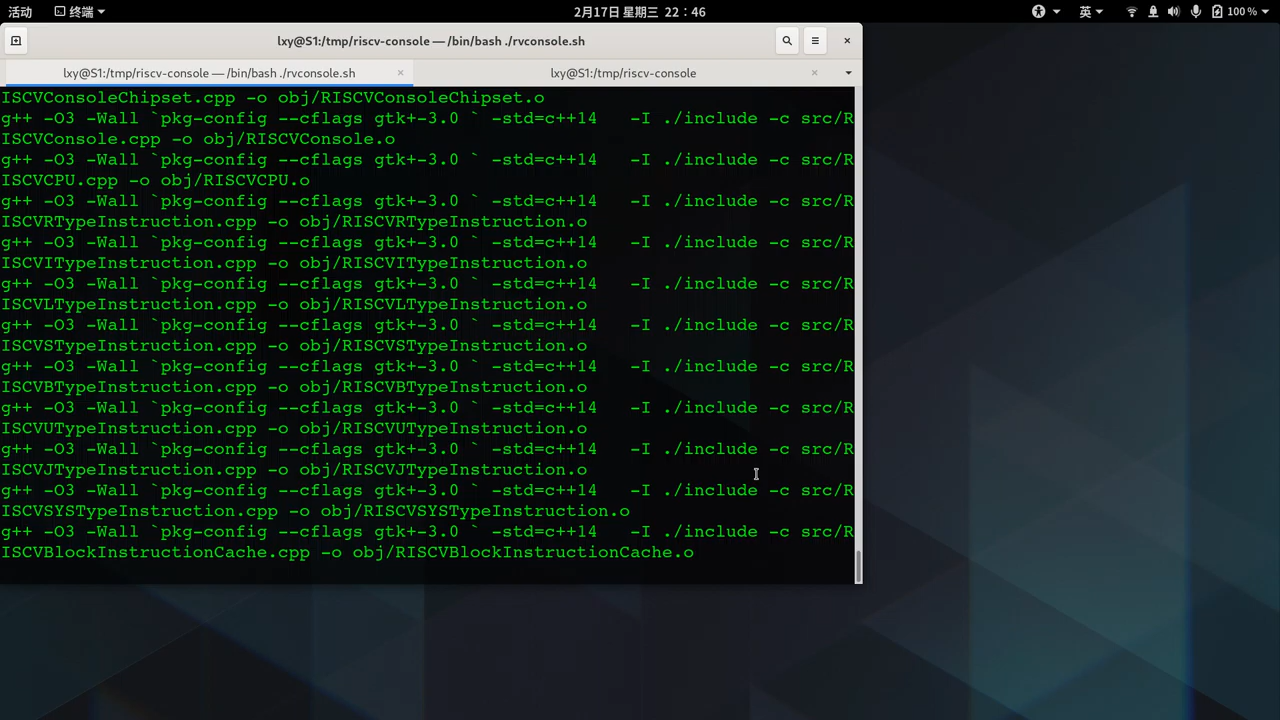 活动 终端 2月17日 星期三 22：46 英 100 %
lxy@S1:/tmp/riscv-console — /bin/bash ./rvconsole.sh
lxy@S1:/tmp/riscv-console — /bin/bash ./rvconsole.sh × lxy@S1:/tmp/riscv-console ×
ISCVConsoleChipset.cpp -o obj/RISCVConsoleChipset.o
g++ -O3 -Wall `pkg-config --cflags gtk+-3.0 ` -std=c++14   -I ./include -c src/R
ISCVConsole.cpp -o obj/RISCVConsole.o
g++ -O3 -Wall `pkg-config --cflags gtk+-3.0 ` -std=c++14   -I ./include -c src/R
ISCVCPU.cpp -o obj/RISCVCPU.o
g++ -O3 -Wall `pkg-config --cflags gtk+-3.0 ` -std=c++14   -I ./include -c src/R
ISCVRTypeInstruction.cpp -o obj/RISCVRTypeInstruction.o
g++ -O3 -Wall `pkg-config --cflags gtk+-3.0 ` -std=c++14   -I ./include -c src/R
ISCVITypeInstruction.cpp -o obj/RISCVITypeInstruction.o
g++ -O3 -Wall `pkg-config --cflags gtk+-3.0 ` -std=c++14   -I ./include -c src/R
ISCVLTypeInstruction.cpp -o obj/RISCVLTypeInstruction.o
g++ -O3 -Wall `pkg-config --cflags gtk+-3.0 ` -std=c++14   -I ./include -c src/R
ISCVSTypeInstruction.cpp -o obj/RISCVSTypeInstruction.o
g++ -O3 -Wall `pkg-config --cflags gtk+-3.0 ` -std=c++14   -I ./include -c src/R
ISCVBTypeInstruction.cpp -o obj/RISCVBTypeInstruction.o
g++ -O3 -Wall `pkg-config --cflags gtk+-3.0 ` -std=c++14   -I ./include -c src/R
ISCVUTypeInstruction.cpp -o obj/RISCVUTypeInstruction.o
g++ -O3 -Wall `pkg-config --cflags gtk+-3.0 ` -std=c++14   -I ./include -c src/R
ISCVJTypeInstruction.cpp -o obj/RISCVJTypeInstruction.o
g++ -O3 -Wall `pkg-config --cflags gtk+-3.0 ` -std=c++14   -I ./include -c src/R
ISCVSYSTypeInstruction.cpp -o obj/RISCVSYSTypeInstruction.o
g++ -O3 -Wall `pkg-config --cflags gtk+-3.0 ` -std=c++14   -I ./include -c src/R
ISCVBlockInstructionCache.cpp -o obj/RISCVBlockInstructionCache.o